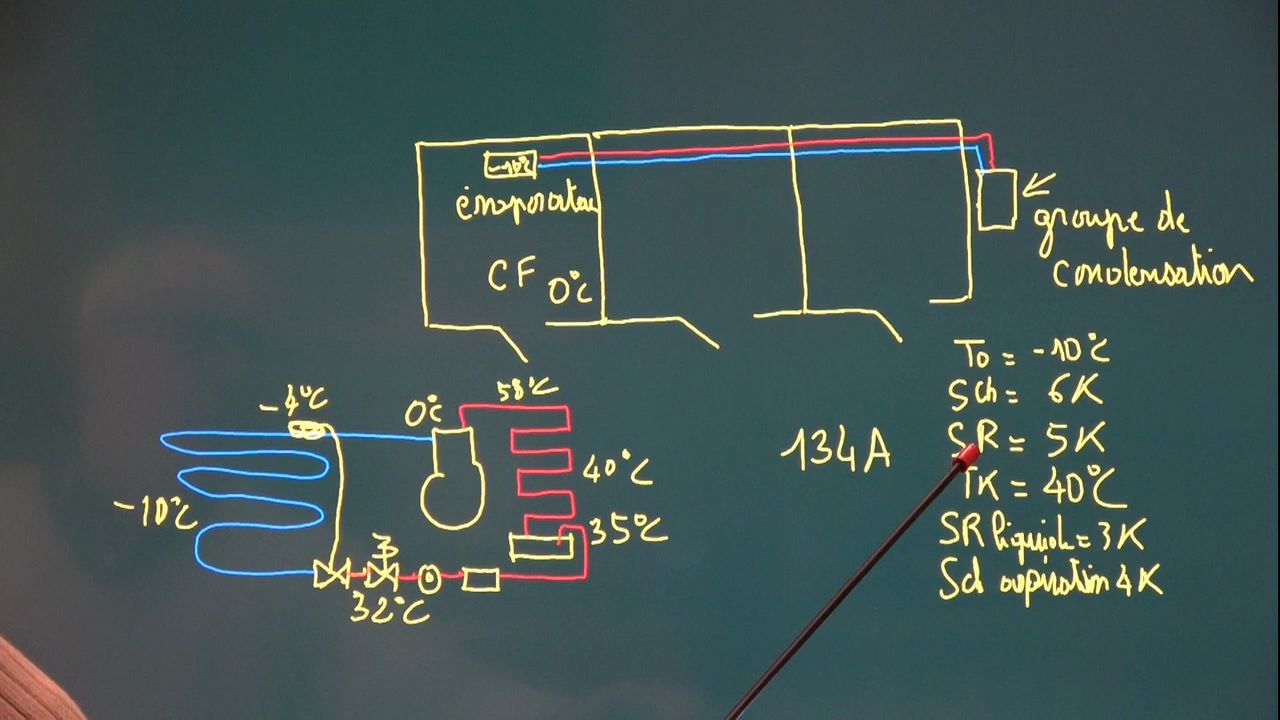 -10°C
évaporateu
CF 0°C
groupe de
condensation
-4°C
0°C
58°C
-10°C
40°C
35°C
32°C
134A
To = -10°C
Sch = 6K
SR = 5K
TK = 40°C
SR liquide = 3K
Sch aspiration 4K